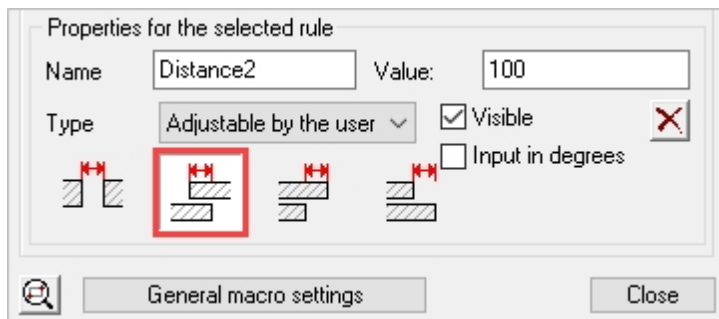 Properties for the selected rule
Name Distance2 Value: 100
Type Adjustable by the user Visible
Input in degrees
General macro settings Close